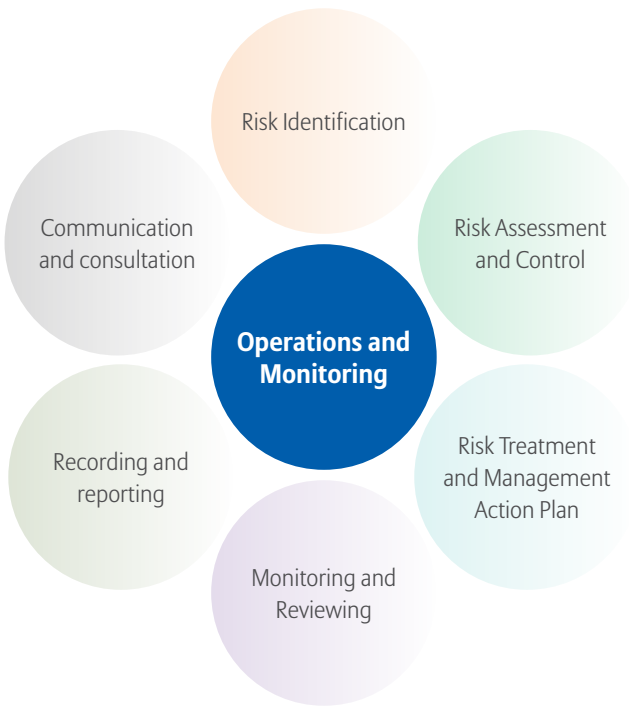 Risk Identification
Communication
and consultation
Risk Assessment
and Control
Operations and
Monitoring
Recording and
reporting
Risk Treatment
and Management
Action Plan
Monitoring and
Reviewing